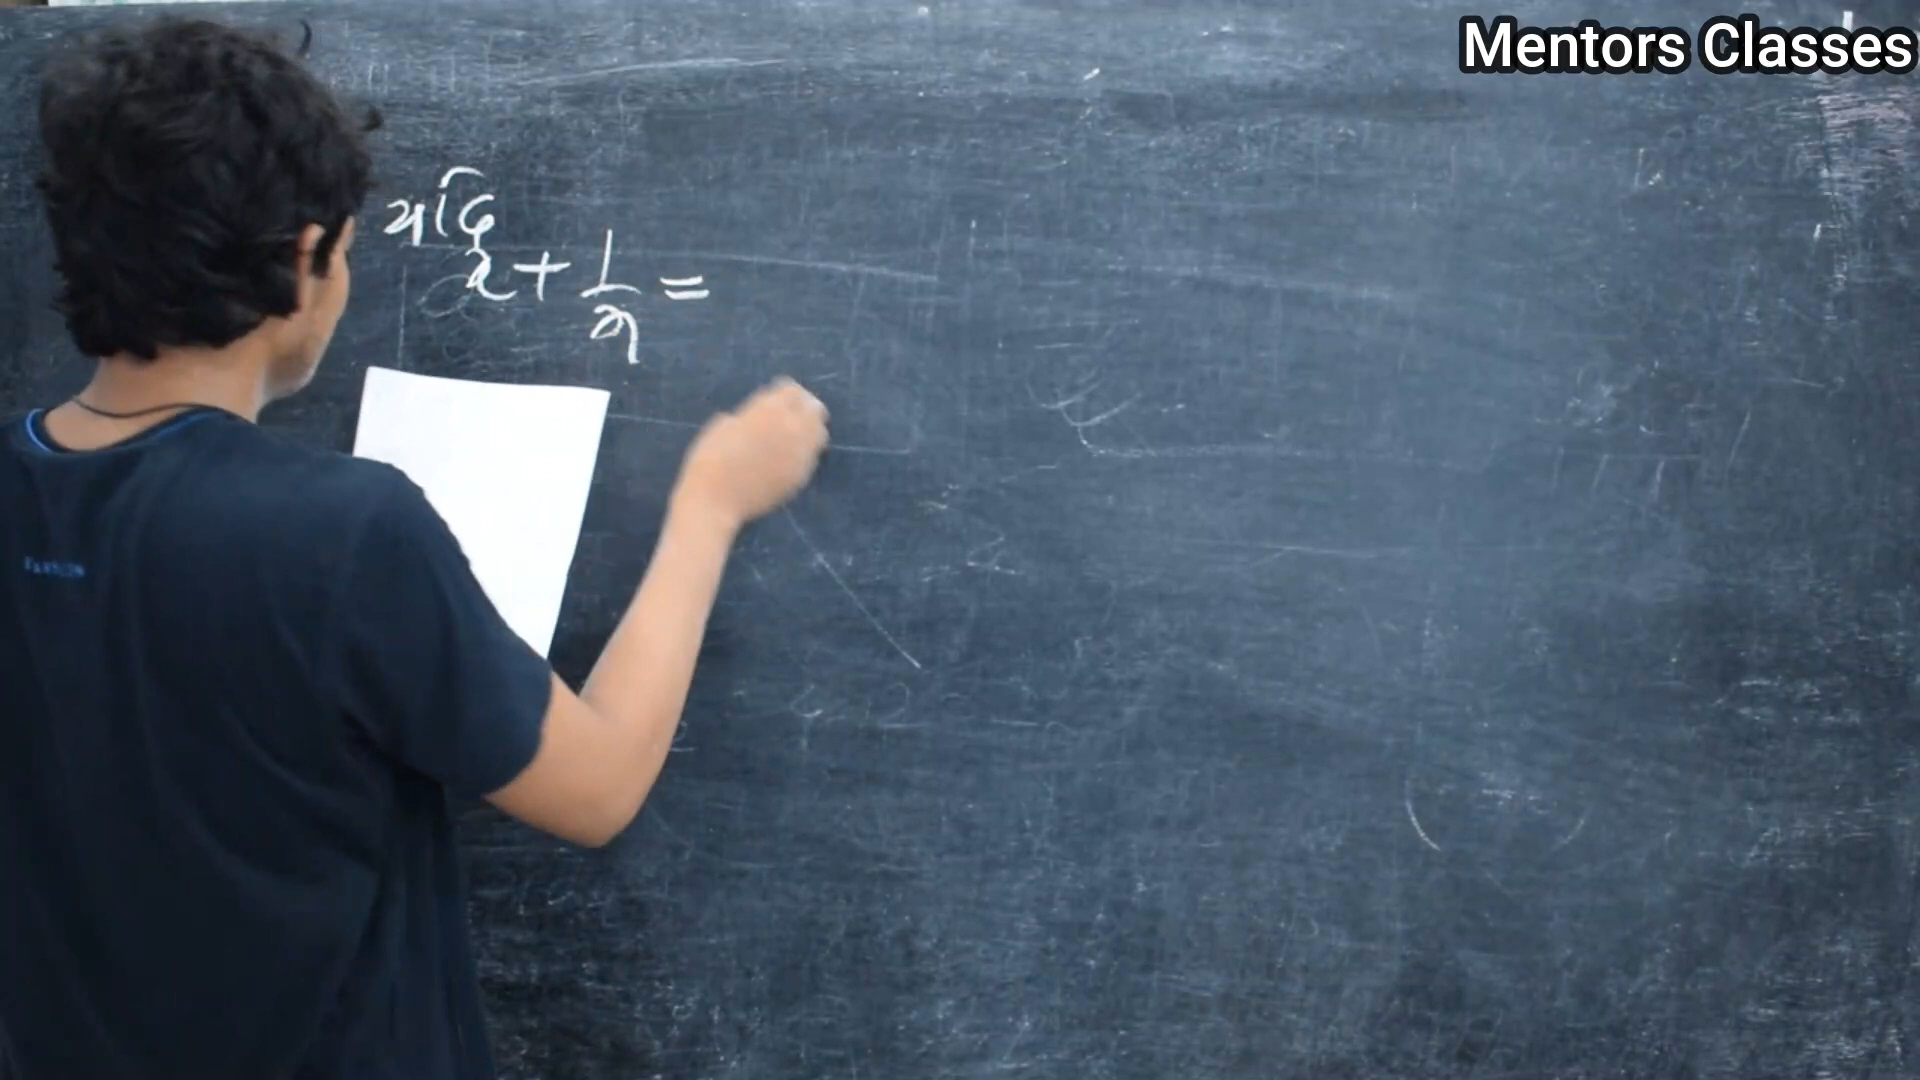 Mentors Classes
यदि
x + 1/x =